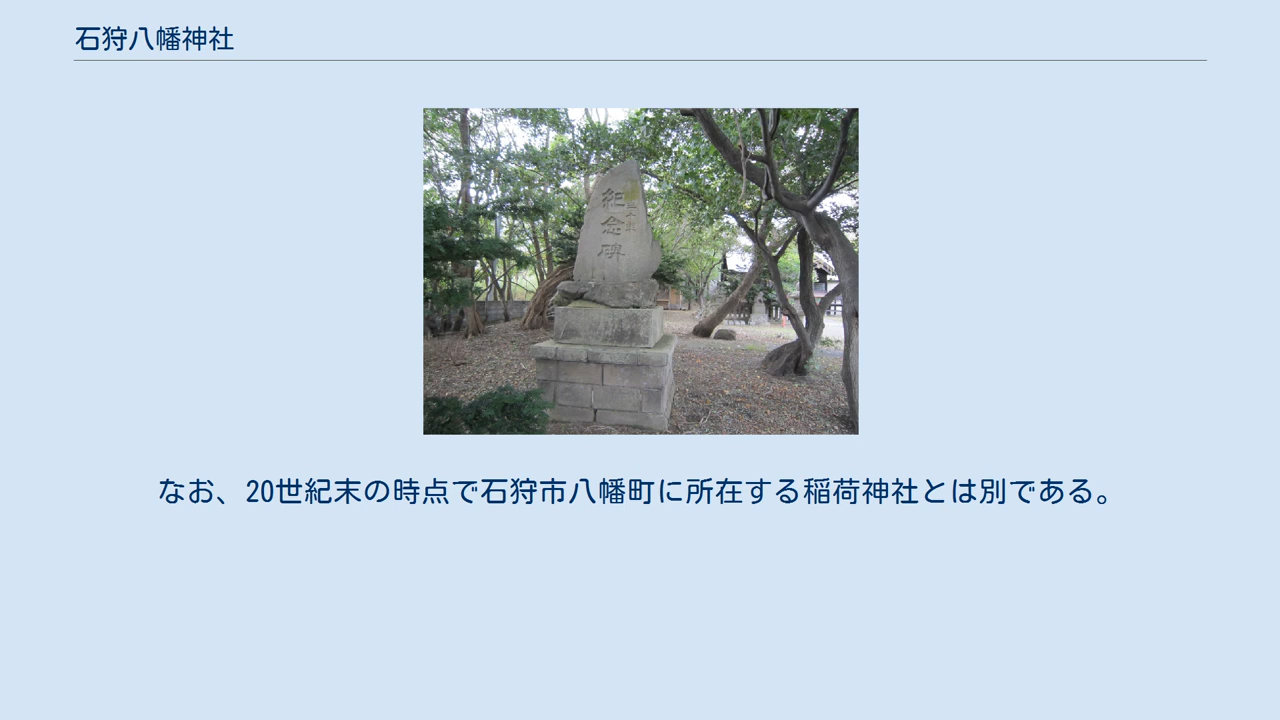 石狩八幡神社
紀念碑
なお、20世紀末の時点で石狩市八幡町に所在する稲荷神社とは別である。